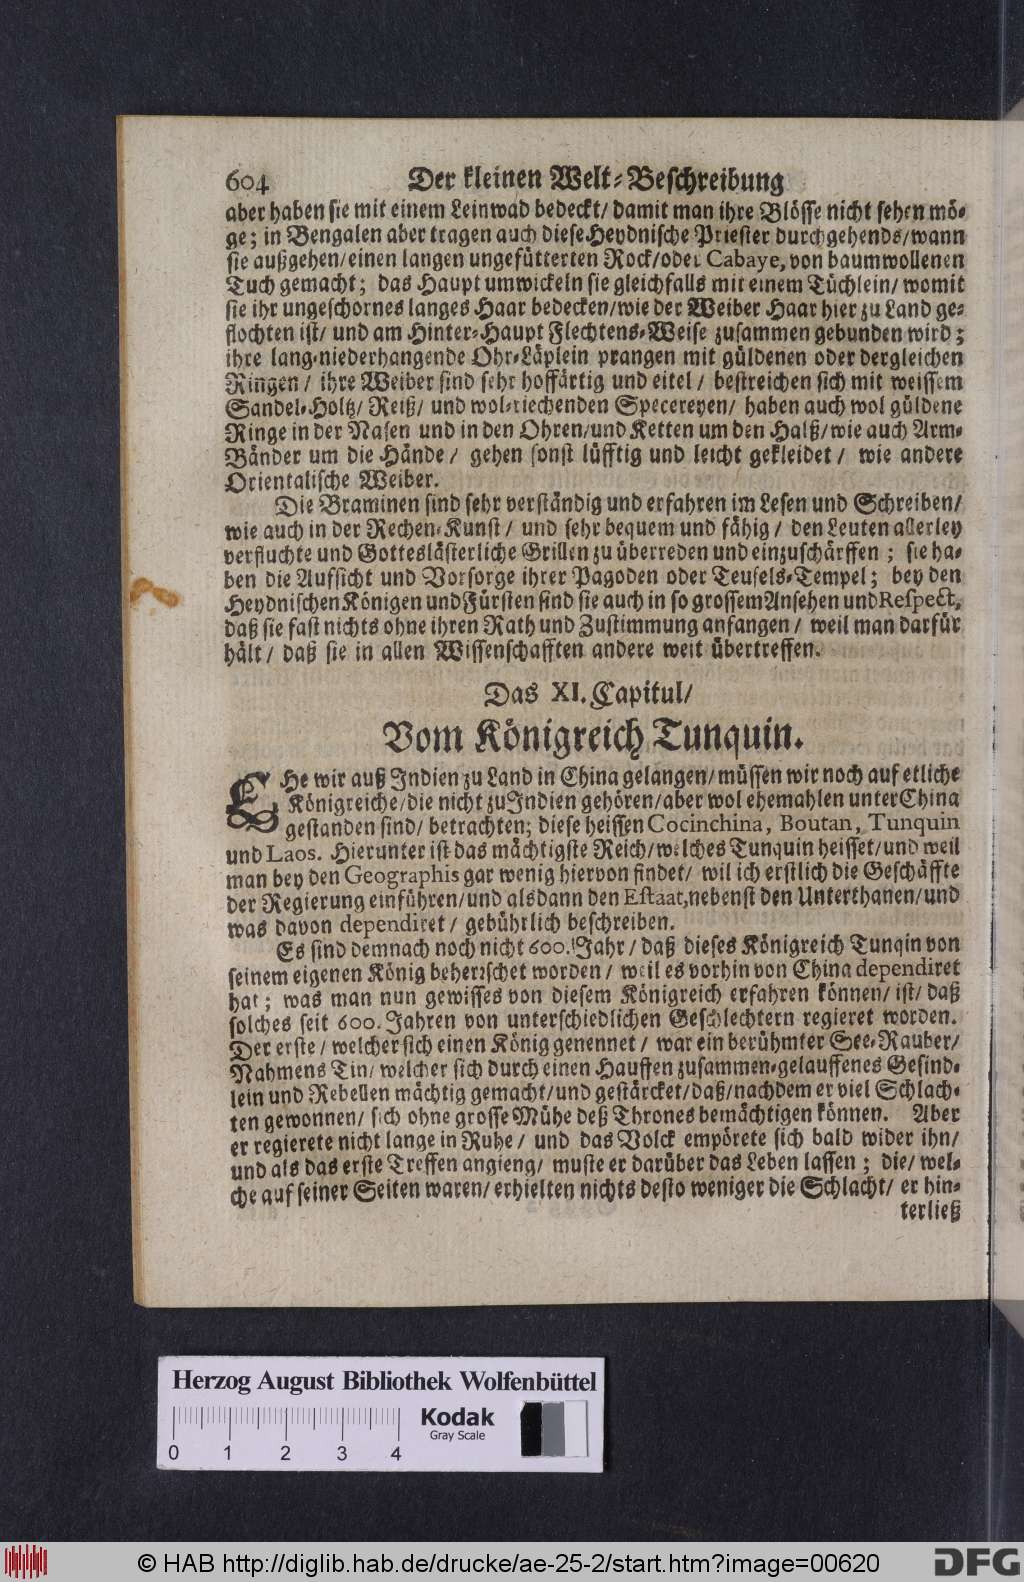 604 Der kleinen Welt-Beschreibung
aber haben sie mit einem Leinwad bedeckt/ damit man ihre Blösse nicht sehen mö-
ge; in Bengalen aber tragen auch diese Heydnische Priester durchgehends/ wann
sie außgehen/ einen langen ungefütterten Rock/ oder Cabaye, von baumwollenen
Tuch gemacht; das Haupt umwickeln sie gleichfalls mit einem Tüchlein/ womit
sie ihr ungeschornes langes Haar bedecken/ wie der Weiber Haar hier zu Land ge-
flochten ist/ und am Hinter-Haupt Flechtens-Weise zusammen gebunden wird;
ihre lang-niederhangende Ohr-Läplein prangen mit güldenen oder dergleichen
Ringen/ ihre Weiber sind sehr hoffärtig und eitel/ bestreichen sich mit weissem
Sandel-Holtz/ Reiß/ und wol-riechenden Specereyen/ haben auch wol güldene
Ringe in der Nasen und in den Ohren/ und Ketten um den Halß/ wie auch Arm-
Bänder um die Hände/ gehen sonst lüfftig und leicht gekleidet/ wie andere
Orientalische Weiber.
Die Braminen sind sehr verständig und erfahren im Lesen und Schreiben/
wie auch in der Rechen-Kunst/ und sehr bequem und fähig/ den Leuten allerley
verfluchte und Gotteslästerliche Grillen zu überreden und einzuschärffen; sie ha-
ben die Aufsicht und Vorsorge ihrer Pagoden oder Teufels-Tempel; bey den
Heydnischen Königen und Fürsten sind sie auch in so grossem Ansehen und Respect,
daß sie fast nichts ohne ihren Rath und Zustimmung anfangen/ weil man darfür
hält/ daß sie in allen Wissenschafften andere weit übertreffen.
Das XI. Capitul/
Vom Königreich Tunquin.
EHe wir auß Indien zu Land in China gelangen/ müssen wir noch auf etliche
Königreiche/ die nicht zu Indien gehören/ aber wol ehemahlen unter China
gestanden sind/ betrachten; diese heissen Cocinchina, Boutan, Tunquin
und Laos. Hierunter ist das mächtigste Reich/ welches Tunquin heisset/ und weil
man bey den Geographis gar wenig hiervon findet/ wil ich erstlich die Geschäffte
der Regierung einführen/ und alsdann den Estaat, nebenst den Unterthanen/ und
was davon dependiret/ gebührlich beschreiben.
Es sind demnach noch nicht 600. Jahr/ daß dieses Königreich Tunqin von
seinem eigenen König beherrschet worden/ weil es vorhin von China dependiret
hat; was man nun gewisses von diesem Königreich erfahren können/ ist/ daß
solches seit 600. Jahren von unterschiedlichen Geschlechtern regieret worden.
Der erste/ welcher sich einen König genennet/ war ein berühmter See-Rauber/
Nahmens Tin/ welcher sich durch einen Hauffen zusammen-gelauffenes Gesind-
lein und Rebellen mächtig gemacht/ und gestärcket/ daß/ nachdem er viel Schlach-
ten gewonnen/ sich ohne grosse Mühe deß Thrones bemächtigen können. Aber
er regierete nicht lange in Ruhe/ und das Volck empörete sich bald wider ihn/
und als das erste Treffen angieng/ muste er darüber das Leben lassen; die/ wel-
che auf seiner Seiten waren/ erhielten nichts desto weniger die Schlacht/ er hin-
terließ
Herzog August Bibliothek Wolfenbüttel
Kodak
Gray Scale
0 1 2 3 4
© HAB http://diglib.hab.de/drucke/ae-25-2/start.htm?image=00620
DFG